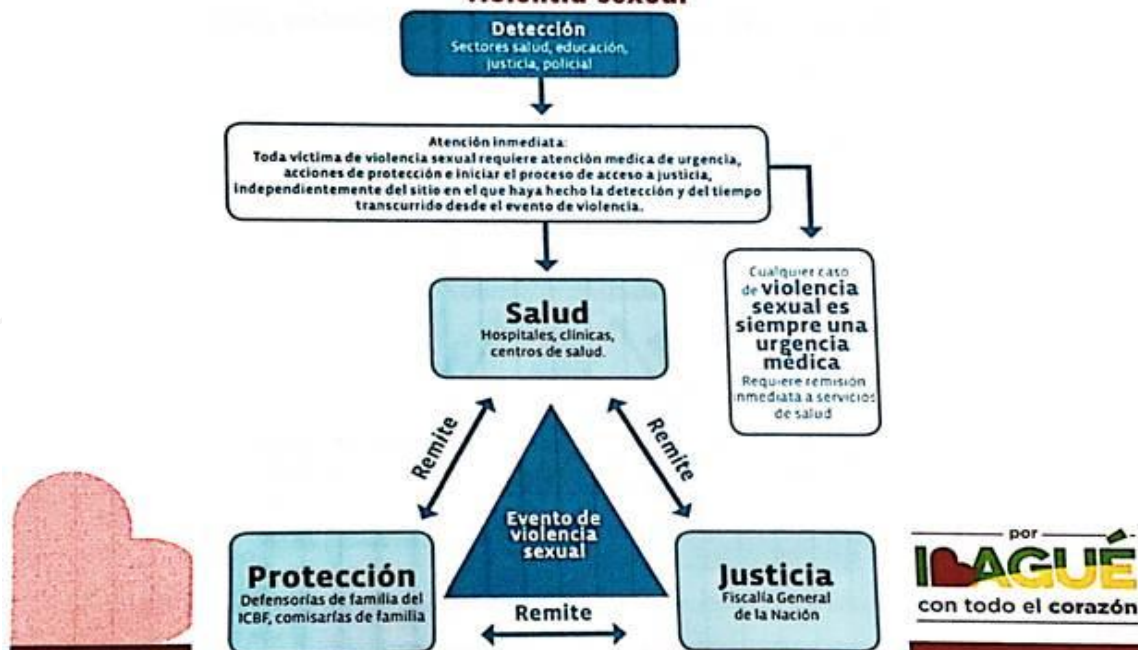 violentia sexual
Detección
Sectores salud, educación,
justicia, policial
Atención inmediata:
Toda víctima de violencia sexual requiere atención medica de urgencia,
acciones de protección e iniciar el proceso de acceso a justicia,
independientemente del sitio en el que haya hecho la detección y del tiempo
transcurrido desde el evento de violencia.
Cualquier caso
de violencia
sexual es
siempre una
urgencia
médica
Requiere remisión
inmediata a servicios
de salud
Salud
Hospitales, clínicas,
centros de salud.
Remite
Remite
Evento de
violencia
sexual
Protección
Defensorías de familia del
ICBF, comisarías de familia
Remite
Justicia
Fiscalía General
de la Nación
por
IBAGUÉ
con todo el corazón